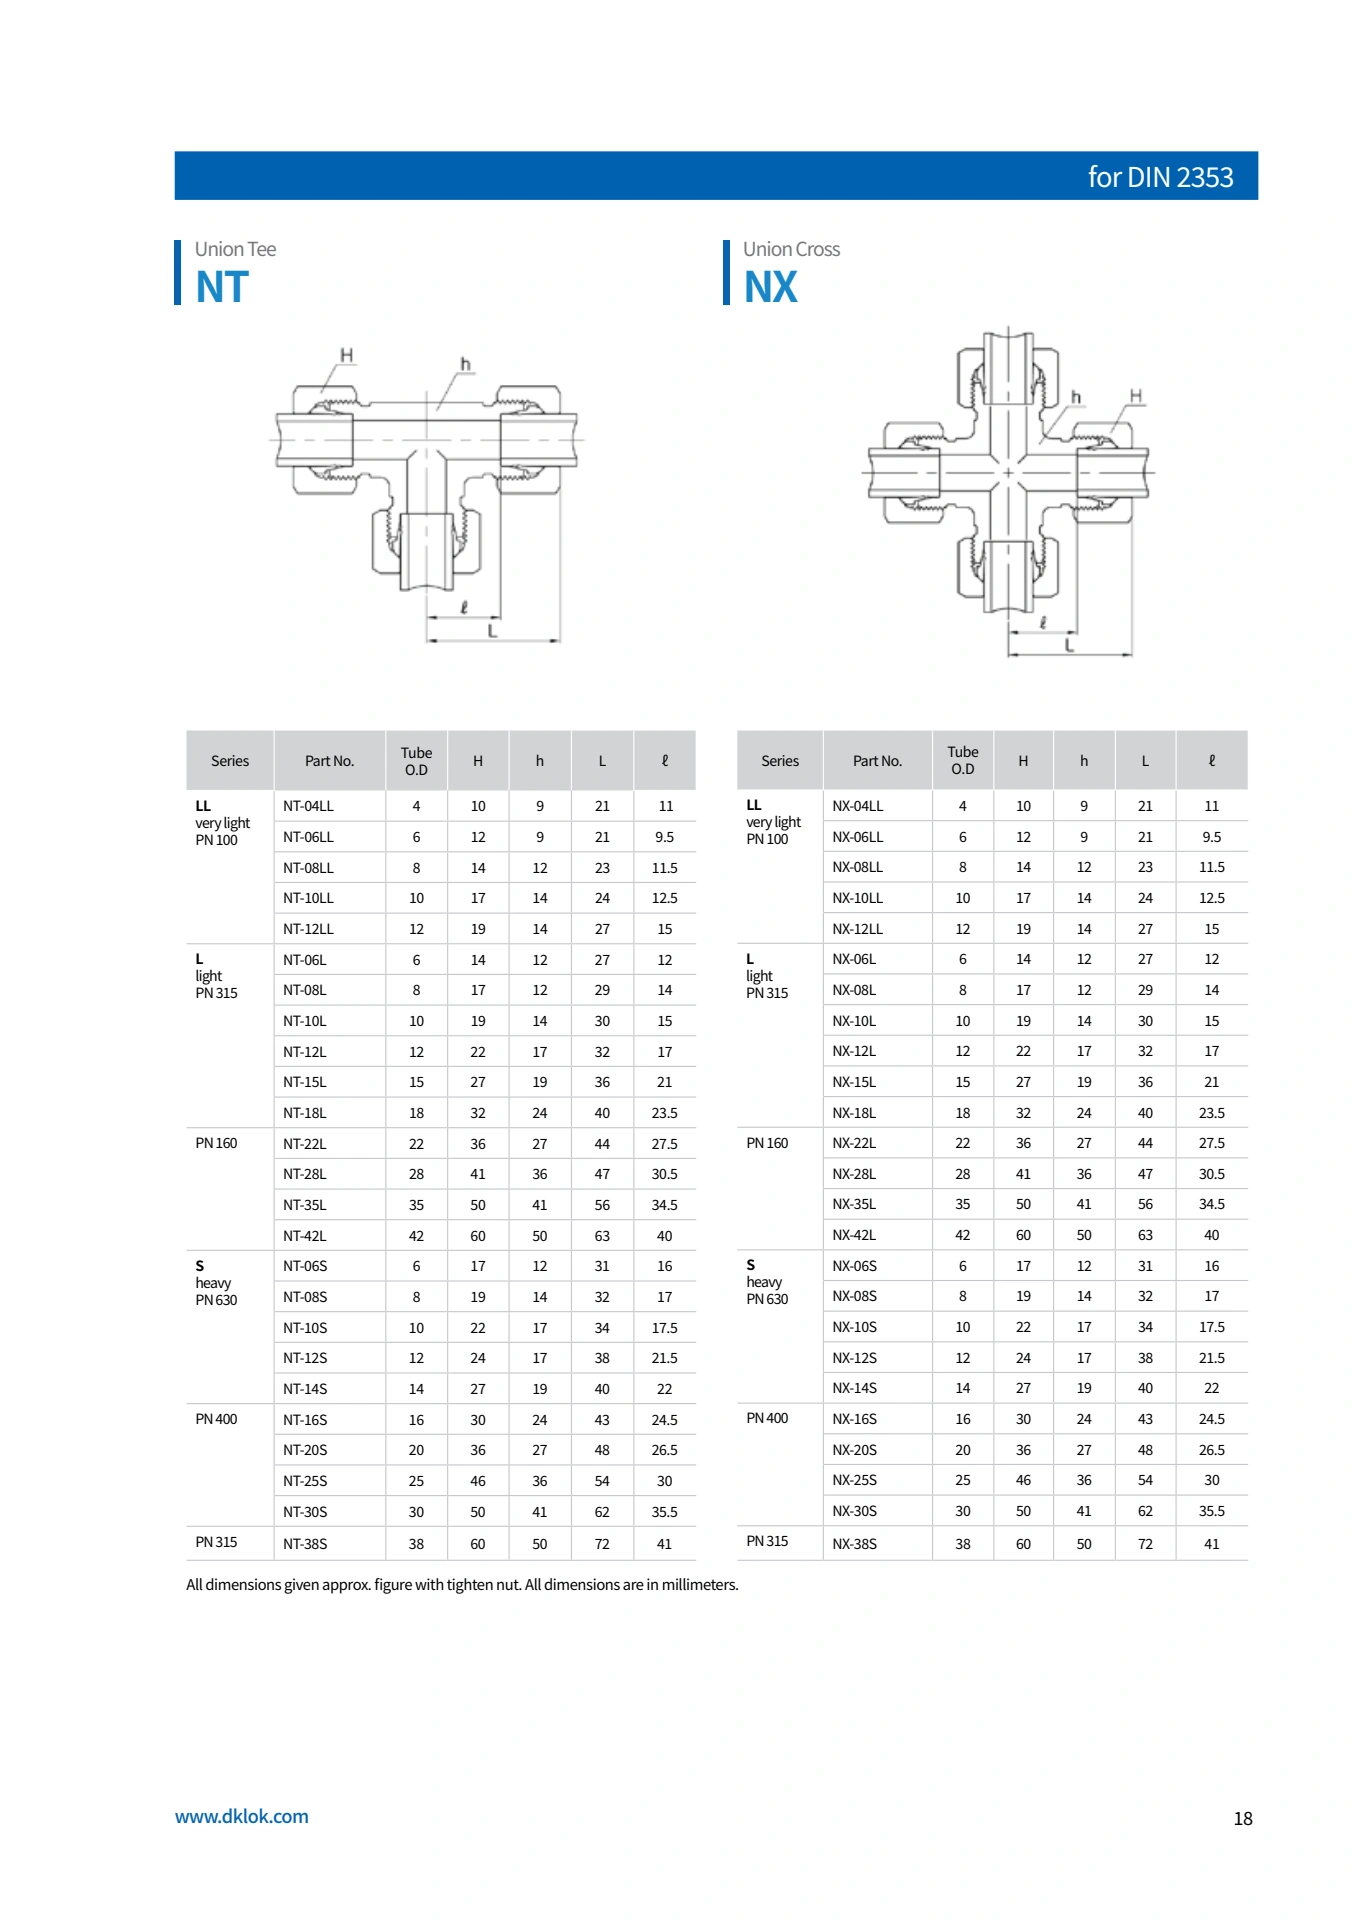 for DIN 2353
Union Tee
NT
H
h
ℓ
L
Union Cross
NX
h
H
ℓ
L
Series Part No. Tube O.D H h L ℓ
LL very light PN 100 NT-04LL 4 10 9 21 11
NT-06LL 6 12 9 21 9.5
NT-08LL 8 14 12 23 11.5
NT-10LL 10 17 14 24 12.5
NT-12LL 12 19 14 27 15
L light PN 315 NT-06L 6 14 12 27 12
NT-08L 8 17 12 29 14
NT-10L 10 19 14 30 15
NT-12L 12 22 17 32 17
NT-15L 15 27 19 36 21
NT-18L 18 32 24 40 23.5
PN 160 NT-22L 22 36 27 44 27.5
NT-28L 28 41 36 47 30.5
NT-35L 35 50 41 56 34.5
NT-42L 42 60 50 63 40
S heavy PN 630 NT-06S 6 17 12 31 16
NT-08S 8 19 14 32 17
NT-10S 10 22 17 34 17.5
NT-12S 12 24 17 38 21.5
NT-14S 14 27 19 40 22
PN 400 NT-16S 16 30 24 43 24.5
NT-20S 20 36 27 48 26.5
NT-25S 25 46 36 54 30
NT-30S 30 50 41 62 35.5
PN 315 NT-38S 38 60 50 72 41
Series Part No. Tube O.D H h L ℓ
LL very light PN 100 NX-04LL 4 10 9 21 11
NX-06LL 6 12 9 21 9.5
NX-08LL 8 14 12 23 11.5
NX-10LL 10 17 14 24 12.5
NX-12LL 12 19 14 27 15
L light PN 315 NX-06L 6 14 12 27 12
NX-08L 8 17 12 29 14
NX-10L 10 19 14 30 15
NX-12L 12 22 17 32 17
NX-15L 15 27 19 36 21
NX-18L 18 32 24 40 23.5
PN 160 NX-22L 22 36 27 44 27.5
NX-28L 28 41 36 47 30.5
NX-35L 35 50 41 56 34.5
NX-42L 42 60 50 63 40
S heavy PN 630 NX-06S 6 17 12 31 16
NX-08S 8 19 14 32 17
NX-10S 10 22 17 34 17.5
NX-12S 12 24 17 38 21.5
NX-14S 14 27 19 40 22
PN 400 NX-16S 16 30 24 43 24.5
NX-20S 20 36 27 48 26.5
NX-25S 25 46 36 54 30
NX-30S 30 50 41 62 35.5
PN 315 NX-38S 38 60 50 72 41
All dimensions given approx. figure with tighten nut. All dimensions are in millimeters.
www.dklok.com
18